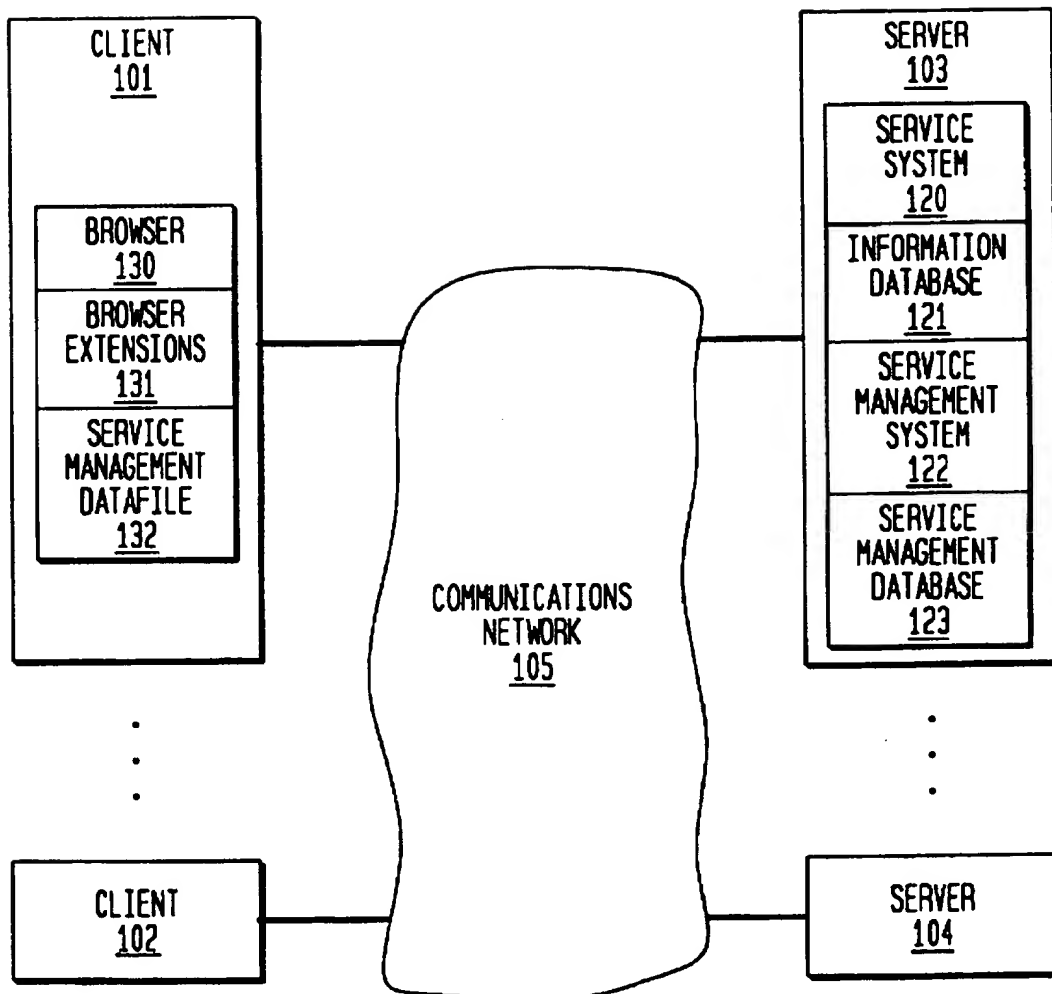 CLIENT
101
BROWSER
130
BROWSER
EXTENSIONS
131
SERVICE
MANAGEMENT
DATAFILE
132
SERVER
103
SERVICE
SYSTEM
120
INFORMATION
DATABASE
121
SERVICE
MANAGEMENT
SYSTEM
122
SERVICE
MANAGEMENT
DATABASE
123
COMMUNICATIONS
NETWORK
105
CLIENT
102
SERVER
104